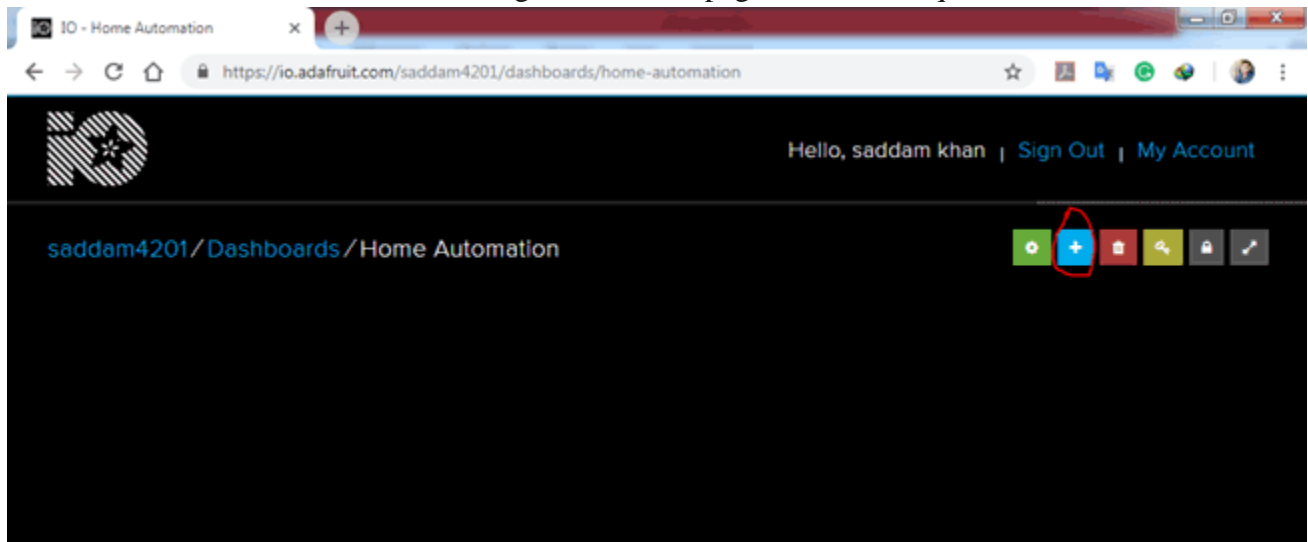 IO - Home Automation
https://io.adafruit.com/saddam4201/dashboards/home-automation
Hello, saddam khan | Sign Out | My Account
saddam4201/Dashboards/Home Automation